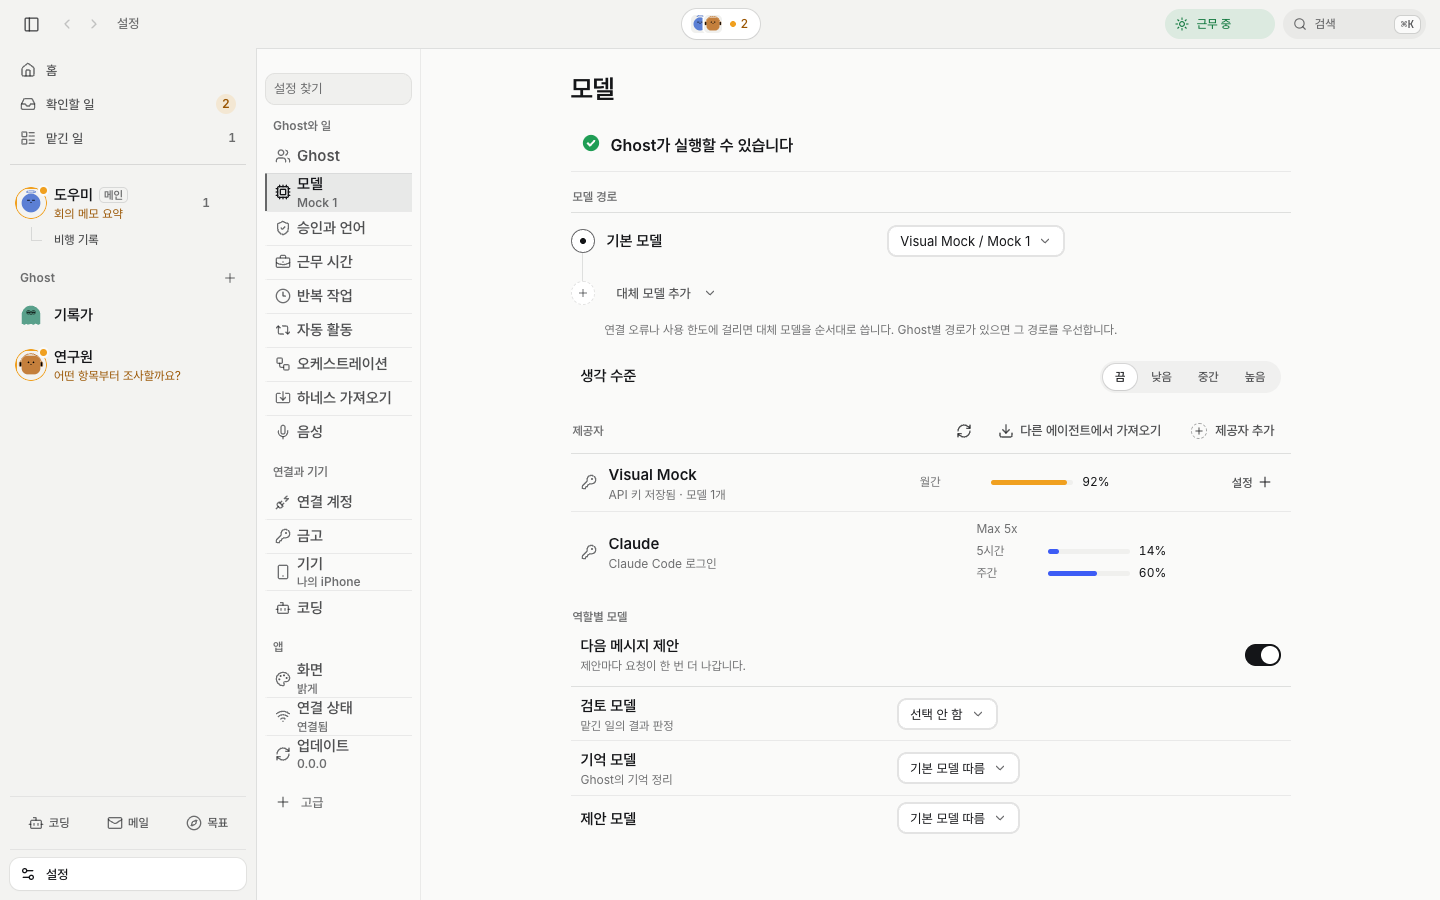 설정
2
근무 중
검색
⌘K
홈
확인할 일
2
맡긴 일
1
도우미
메인
회의 메모 요약
1
비행 기록
Ghost
기록가
연구원
어떤 항목부터 조사할까요?
코딩
메일
목표
설정
설정 찾기
Ghost와 일
Ghost
모델
Mock 1
승인과 언어
근무 시간
반복 작업
자동 활동
오케스트레이션
하네스 가져오기
음성
연결과 기기
연결 계정
금고
기기
나의 iPhone
코딩
앱
화면
밝게
연결 상태
연결됨
업데이트
0.0.0
고급
모델
Ghost가 실행할 수 있습니다
모델 경로
기본 모델
Visual Mock / Mock 1
대체 모델 추가
연결 오류나 사용 한도에 걸리면 대체 모델을 순서대로 씁니다. Ghost별 경로가 있으면 그 경로를 우선합니다.
생각 수준
끔
낮음
중간
높음
제공자
다른 에이전트에서 가져오기
제공자 추가
Visual Mock
API 키 저장됨 · 모델 1개
월간
92%
설정
Claude
Claude Code 로그인
Max 5x
5시간
14%
주간
60%
역할별 모델
다음 메시지 제안
제안마다 요청이 한 번 더 나갑니다.
검토 모델
맡긴 일의 결과 판정
선택 안 함
기억 모델
Ghost의 기억 정리
기본 모델 따름
제안 모델
기본 모델 따름